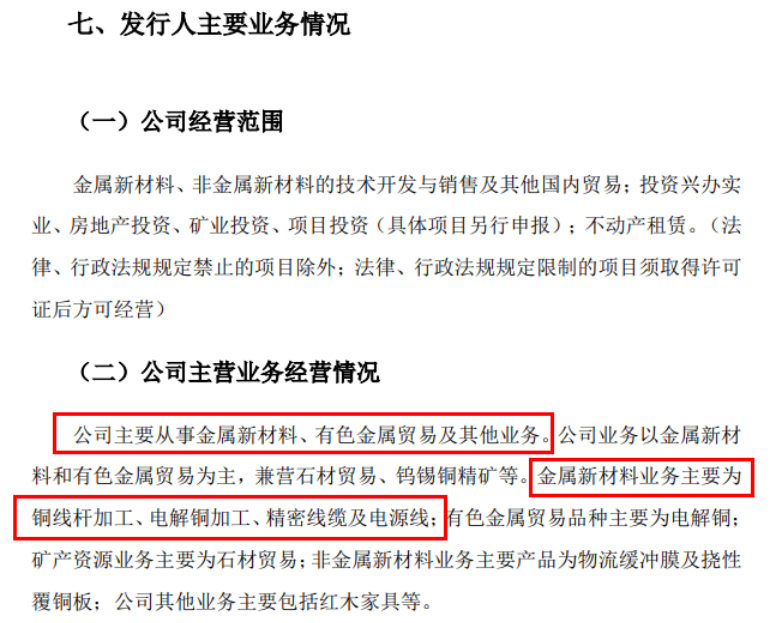 七、发行人主要业务情况
（一）公司经营范围
金属新材料、非金属新材料的技术开发与销售及其他国内贸易；投资兴办实
业、房地产投资、矿业投资、项目投资（具体项目另行申报）；不动产租赁。（法
律、行政法规规定禁止的项目除外；法律、行政法规规定限制的项目须取得许可
证后方可经营）
（二）公司主营业务经营情况
公司主要从事金属新材料、有色金属贸易及其他业务。公司业务以金属新材
料和有色金属贸易为主，兼营石材贸易、钨锡铜精矿等。金属新材料业务主要为
铜线杆加工、电解铜加工、精密线缆及电源线；有色金属贸易品种主要为电解铜；
矿产资源业务主要为石材贸易；非金属新材料业务主要产品为物流缓冲膜及挠性
覆铜板；公司其他业务主要包括红木家具等。